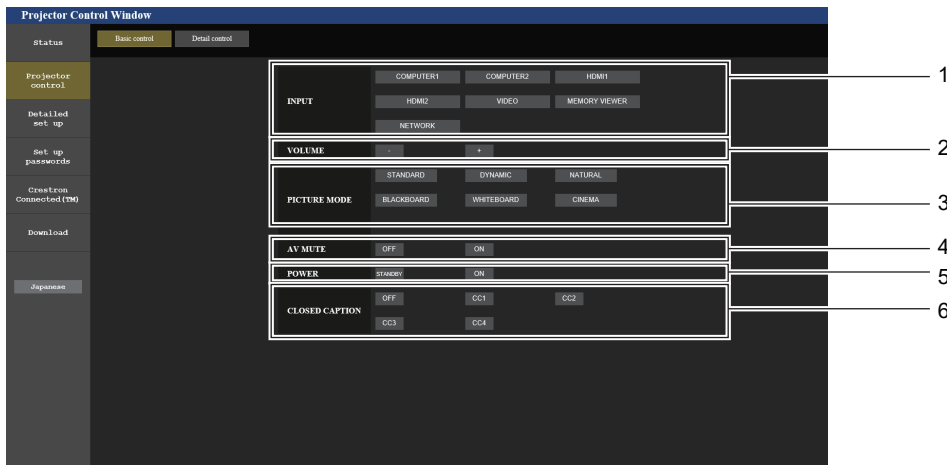 Projector Control Window
Status
Basic control Detail control
Projector
control
Detailed
set up
Set up
passwords
Crestron
Connected(TM)
Download
Japanese
INPUT
COMPUTER1 COMPUTER2 HDMI1
HDMI2 VIDEO MEMORY VIEWER
NETWORK
1
VOLUME - +
2
PICTURE MODE
STANDARD DYNAMIC NATURAL
BLACKBOARD WHITEBOARD CINEMA
3
AV MUTE OFF ON
4
POWER STANDBY ON
5
CLOSED CAPTION
OFF CC1 CC2
CC3 CC4
6